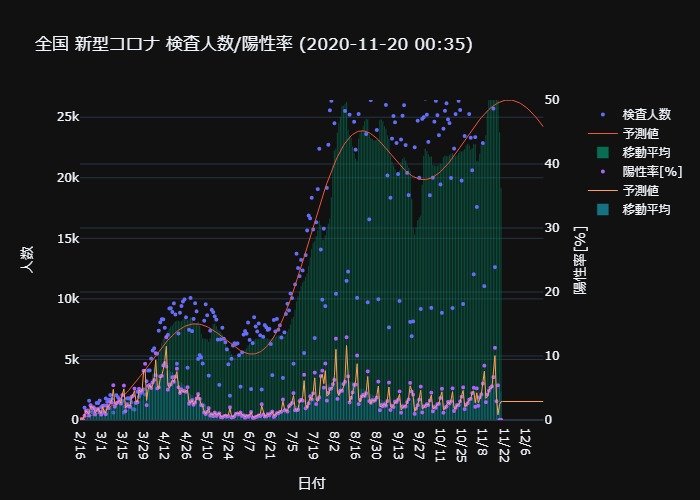 全国 新型コロナ 検査人数/陽性率 (2020-11-20 00:35)
検査人数
予測値
移動平均
陽性率[%]
予測値
移動平均
人数
25k
20k
15k
10k
5k
0
50
40
30
20
10
0
陽性率[%]
2/16
3/1
3/15
3/29
4/12
4/26
5/10
5/24
6/7
6/21
7/5
7/19
8/2
8/16
8/30
9/13
9/27
10/11
10/25
11/8
11/22
12/6
日付